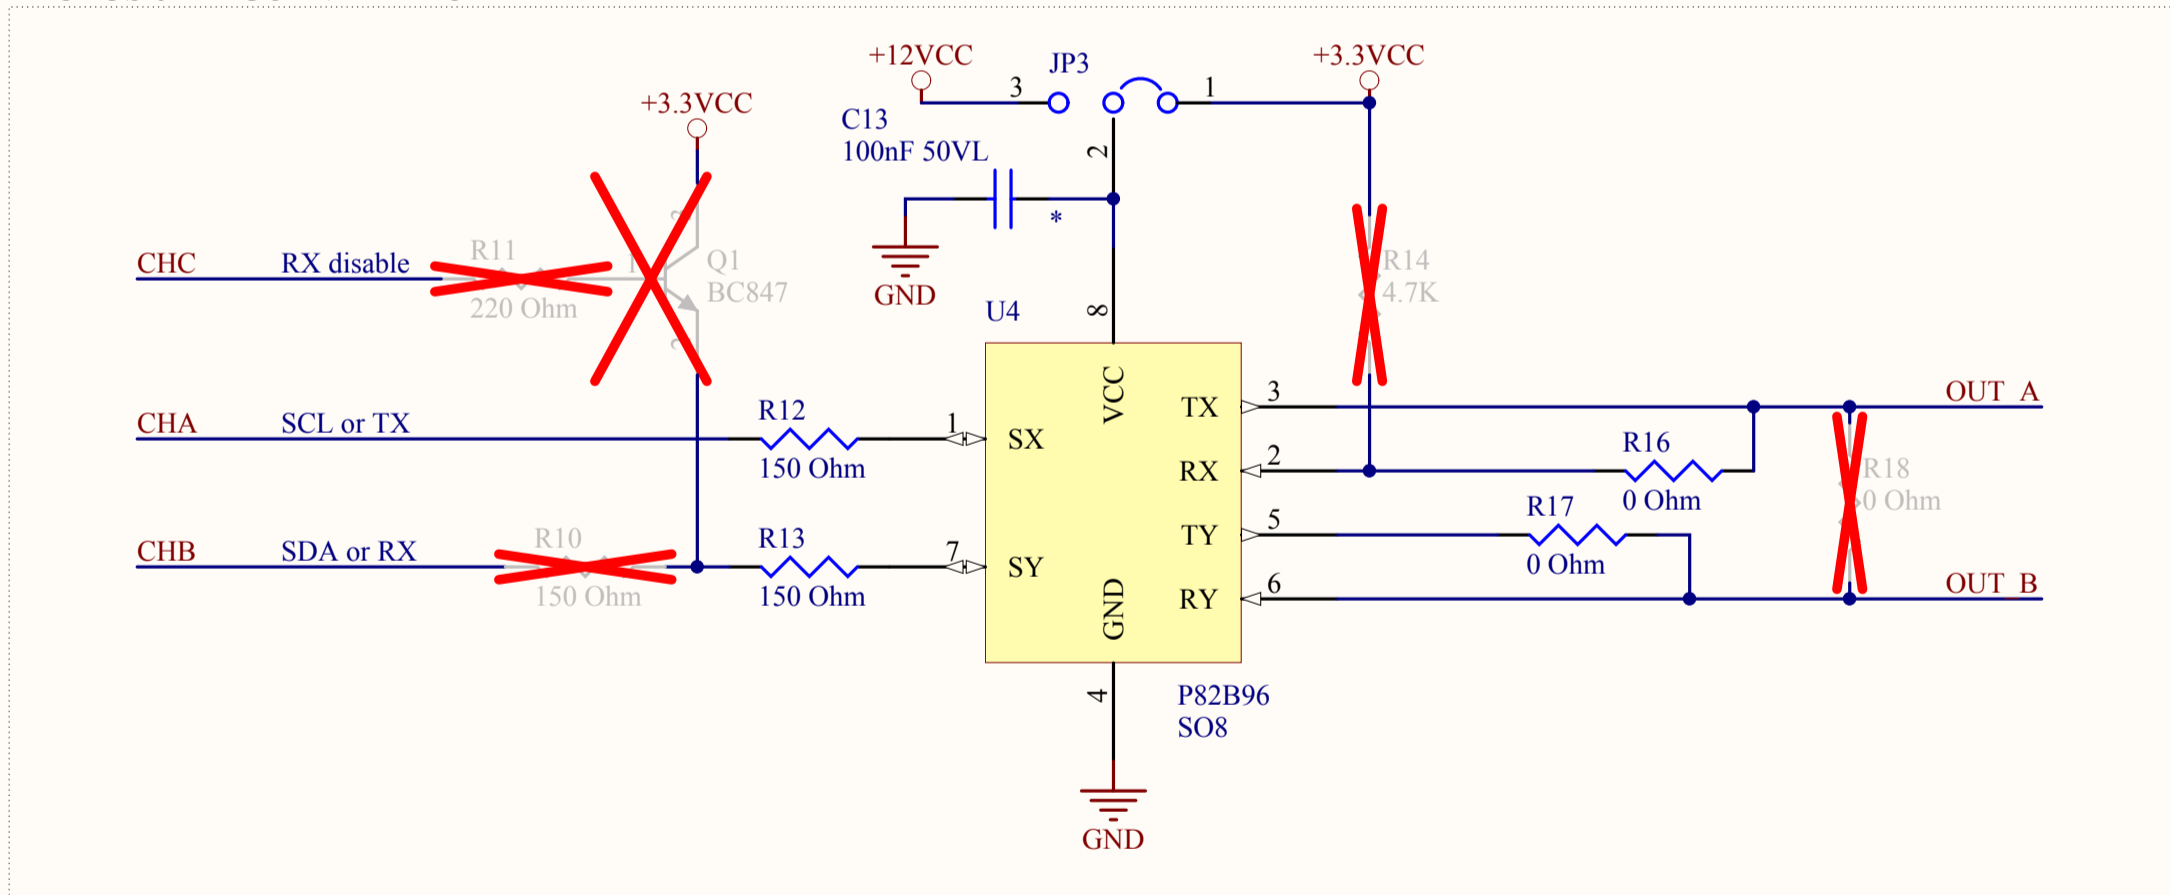 +12VCC
JP3
+3.3VCC
3
1
+3.3VCC
C13
100nF 50VL
2
*
R11
CHC
RX disable
220 Ohm
1
Q1
BC847
GND
R14
4.7K
U4
8
VCC
CHA
SCL or TX
R12
150 Ohm
1
SX
TX
3
OUT_A
RX
2
R16
0 Ohm
R18
0 Ohm
CHB
SDA or RX
R10
150 Ohm
R13
150 Ohm
7
SY
TY
5
R17
0 Ohm
GND
RY
6
OUT_B
4
P82B96
SO8
GND